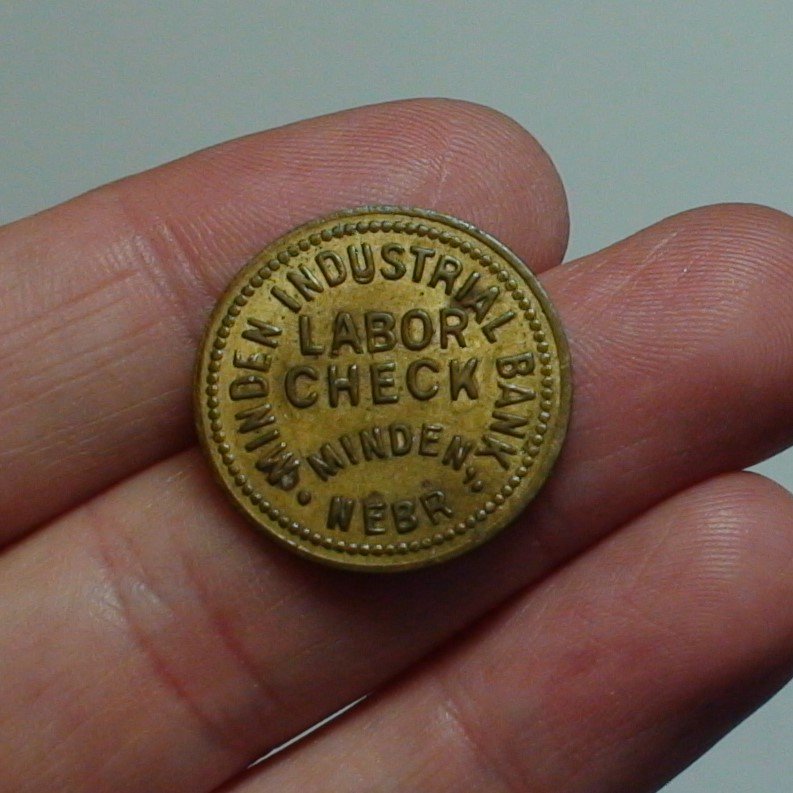 MINDEN INDUSTRIAL BANK
LABOR
CHECK
MINDEN,
NEBR